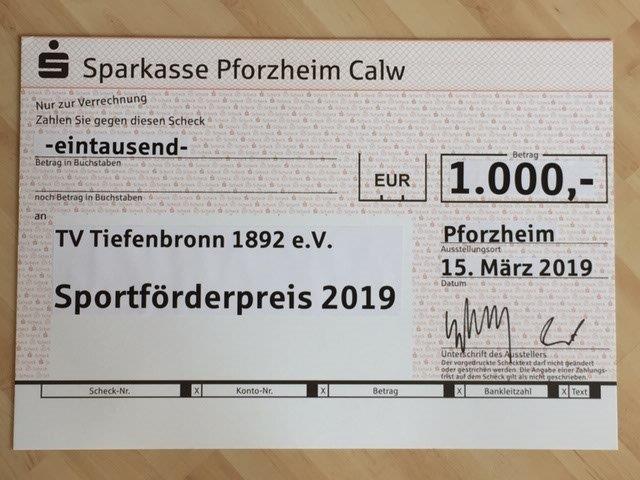 Sparkasse Pforzheim Calw
Nur zur Verrechnung
Zahlen Sie gegen diesen Scheck
-eintausend-
Betrag in Buchstaben
noch Betrag in Buchstaben
EUR
Betrag
1.000,-
an
TV Tiefenbronn 1892 e.V.
Sportförderpreis 2019
Pforzheim
Ausstellungsort
15. März 2019
Datum
Unterschrift des Ausstellers
Der vorgedruckte Schecktext darf nicht geändert
oder gestrichen werden. Die Angabe einer Zahlungs-
frist auf dem Scheck gilt als nicht geschrieben.
Scheck-Nr. X Konto-Nr. X Betrag X Bankleitzahl X Text